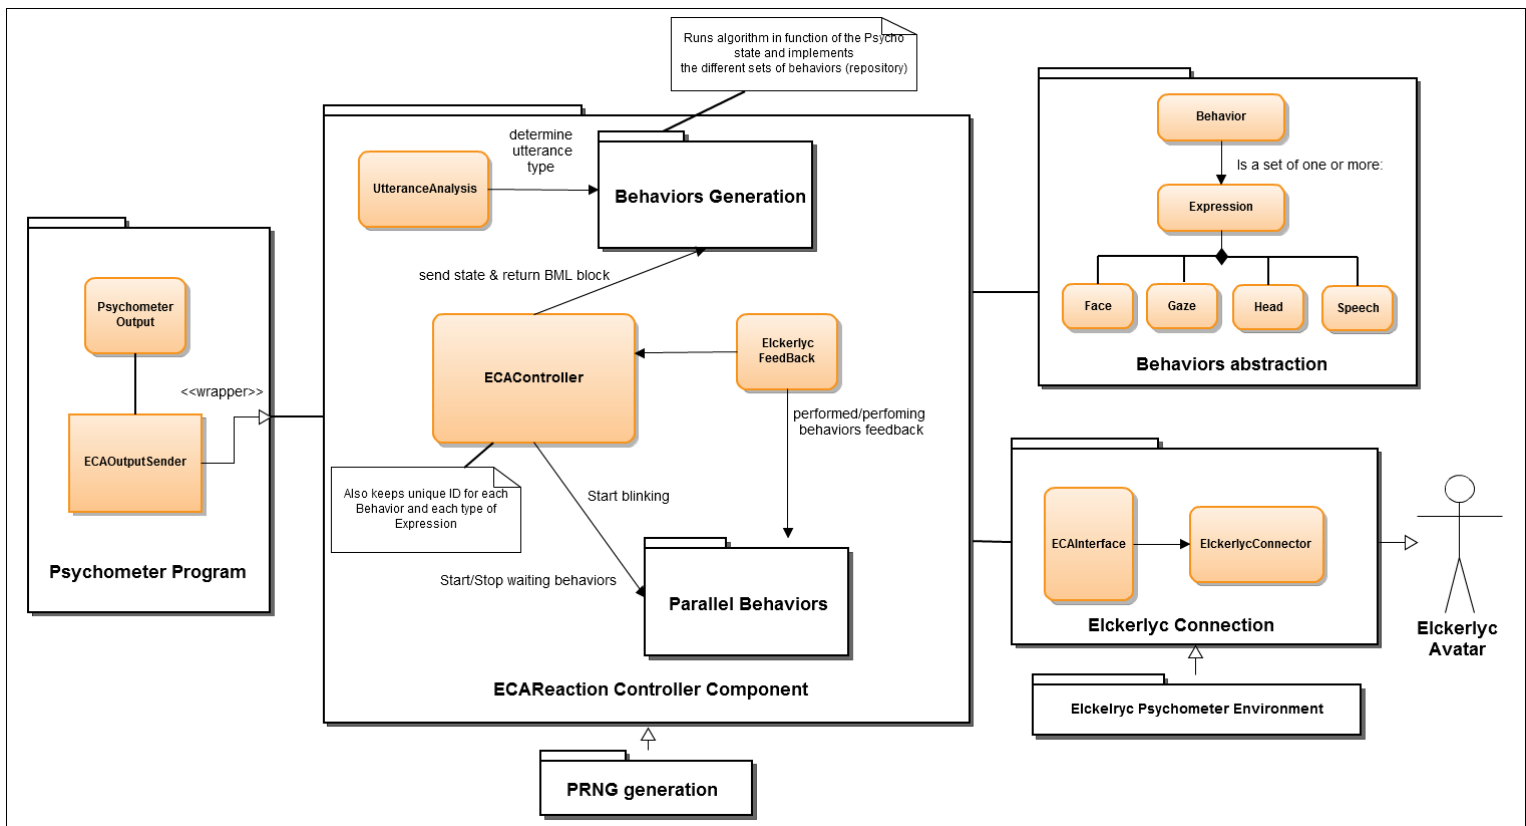 Runs algorithm in function of the Psycho
state and implements
the different sets of behaviors (repository)
determine
utterance
type
UtteranceAnalysis
Behaviors Generation
send state & return BML block
Psychometer
Output
<<wrapper>>
ECAOutputSender
Psychometer Program
ECAController
Elckerlyc
FeedBack
performed/perfoming
behaviors feedback
Also keeps unique ID for each
Behavior and each type of
Expression
Start blinking
Start/Stop waiting behaviors
Parallel Behaviors
ECAReaction Controller Component
PRNG generation
Behavior
Is a set of one or more:
Expression
Face
Gaze
Head
Speech
Behaviors abstraction
ECAInterface
ElckerlycConnector
Elckerlyc Connection
Elckerlyc
Avatar
Elckelryc Psychometer Environment